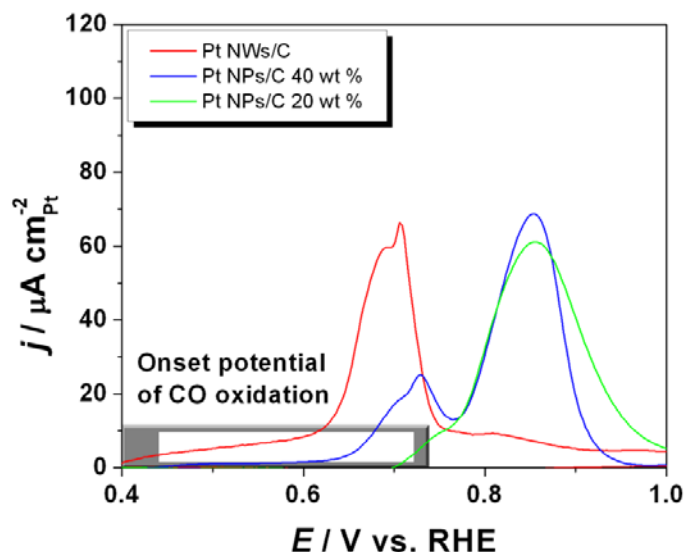 120
100
80
60
40
20
0
j / μA cm⁻²Pt
Pt NWs/C
Pt NPs/C 40 wt %
Pt NPs/C 20 wt %
Onset potential
of CO oxidation
0.4 0.6 0.8 1.0
E / V vs. RHE